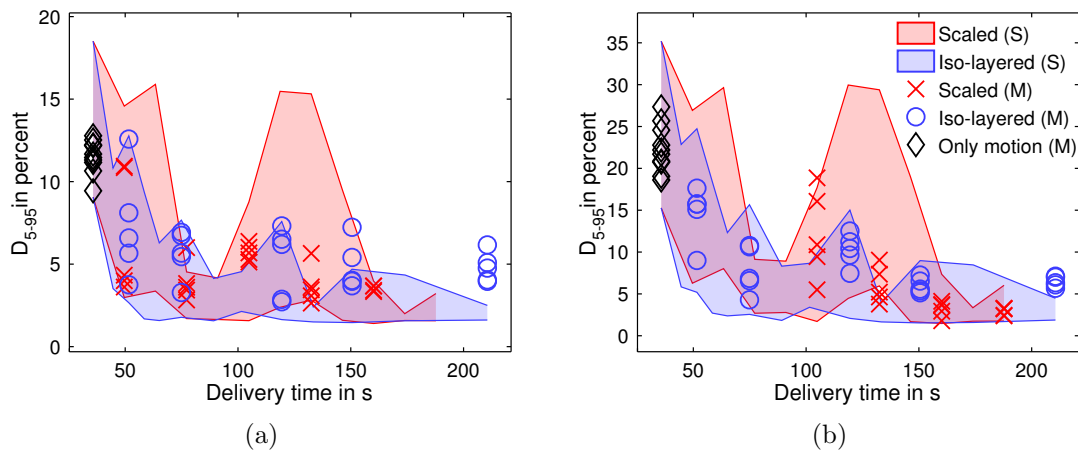 20
15
10
5
0
D5-95 in percent
50
100
150
200
Delivery time in s
(a)
35
30
25
20
15
10
5
0
D5-95 in percent
50
100
150
200
Delivery time in s
Scaled (S)
Iso-layered (S)
Scaled (M)
Iso-layered (M)
Only motion (M)
(b)